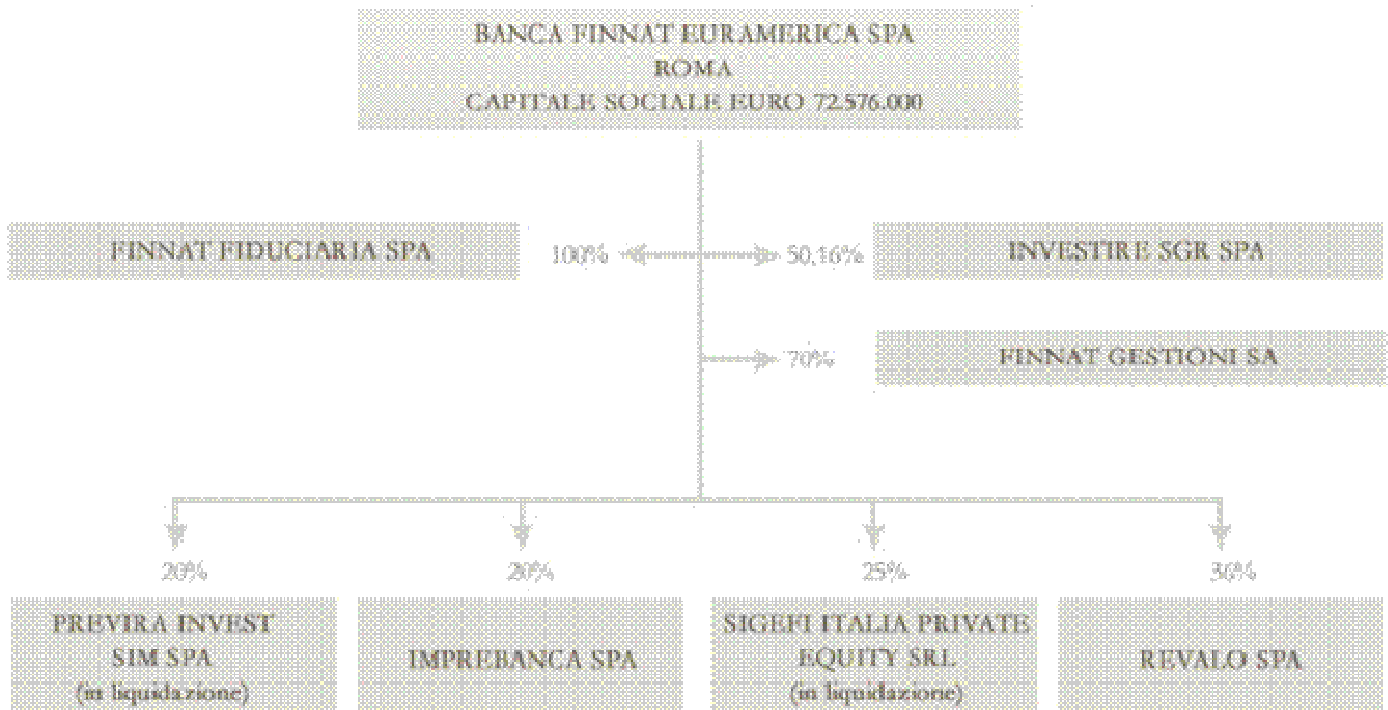 BANCA FINNAT EURAMERICA SPA
ROMA
CAPITALE SOCIALE EURO 72.576.000
FINNAT FIDUCIARIA SPA
100%
50,16%
INVESTIRE SGR SPA
70%
FINNAT GESTIONI SA
20%
20%
25%
PREVIRA INVEST
SIM SPA
(in liquidazione)
IMPREBANCA SPA
SIGEFI ITALIA PRIVATE
EQUITY SRL
(in liquidazione)
REVALO SPA